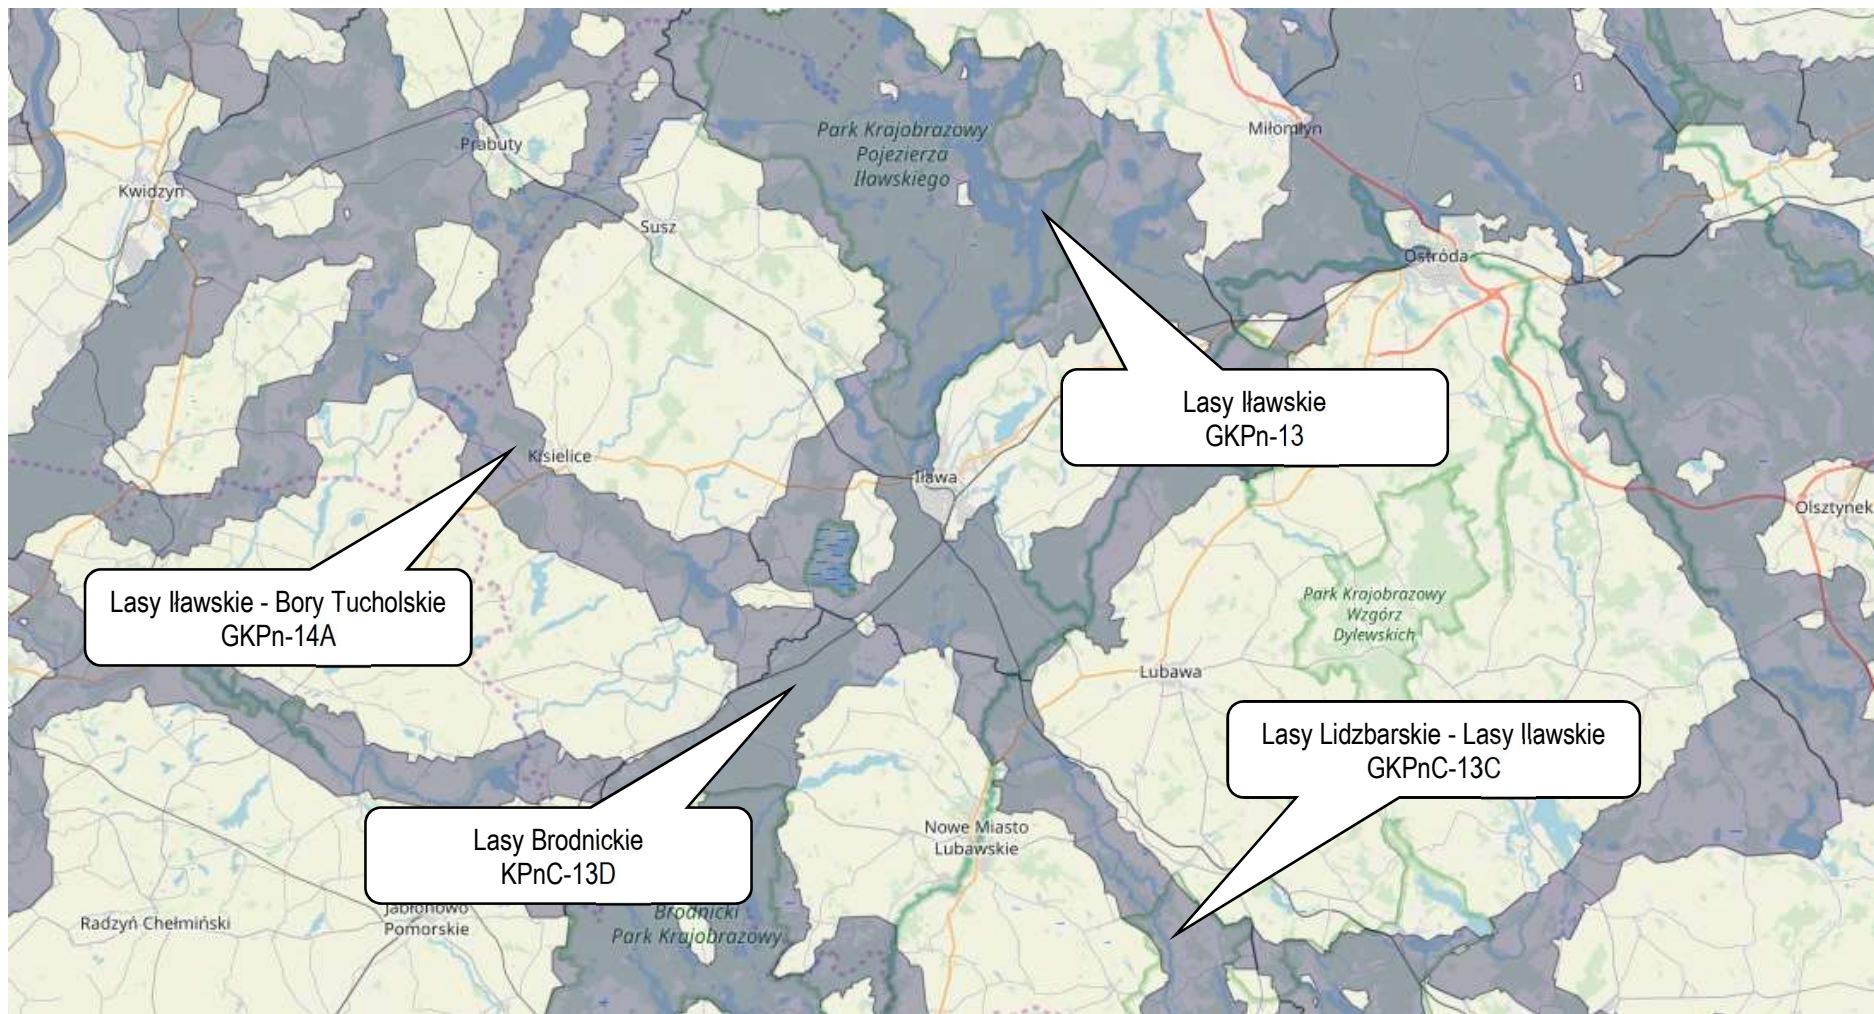 Park Krajobrazowy
Pojezierza
Iławskiego
Miłomłyn
Prabuty
Kwidzyn
Susz
Ostróda
Lasy Iławskie
GKPn-13
Kisielice
Iława
Olsztynek
Lasy Iławskie - Bory Tucholskie
GKPn-14A
Park Krajobrazowy
Wzgórz
Dylewskich
Lubawa
Lasy Lidzbarskie - Lasy Ilawskie
GKPnC-13C
Lasy Brodnickie
KPnC-13D
Nowe Miasto
Lubawskie
Radzyń Chełmiński
Jabłonowo
Pomorskie
Brodnicki
Park Krajobrazowy